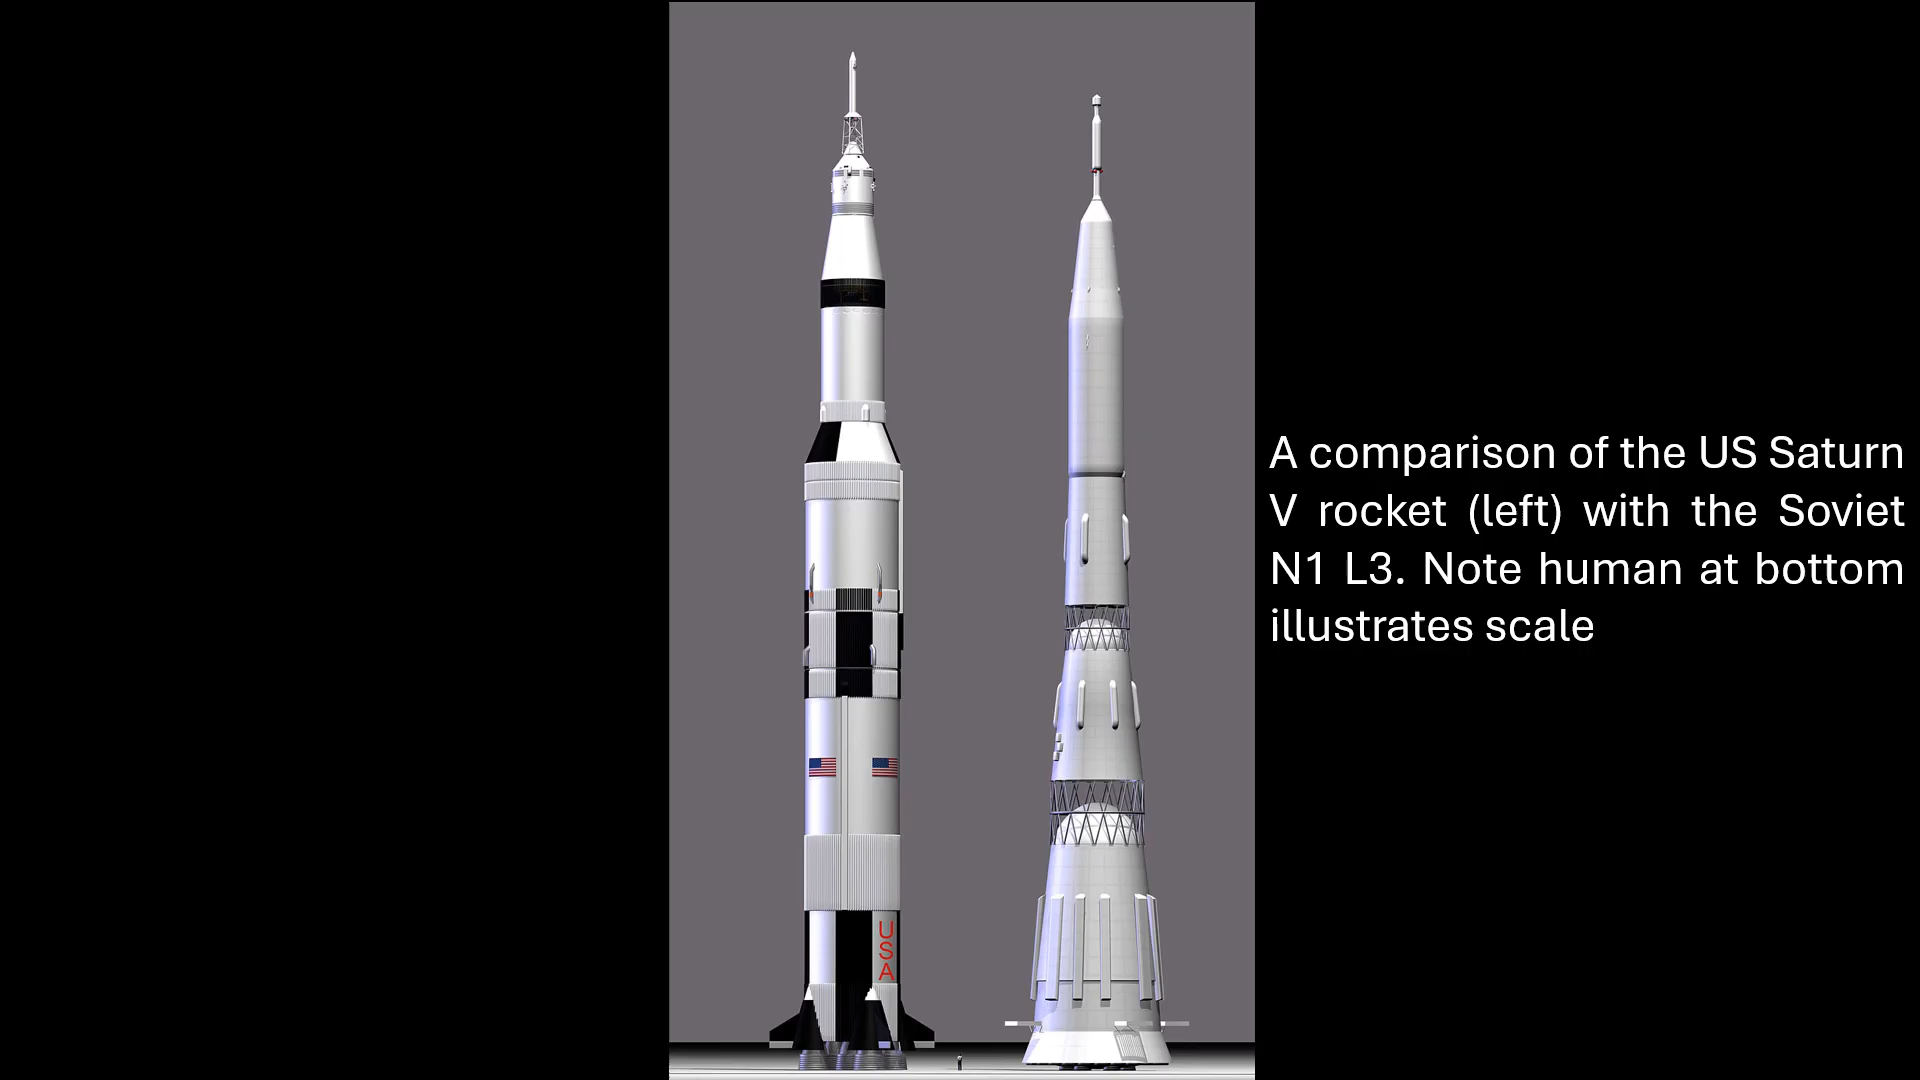 USA
A comparison of the US Saturn
V rocket (left) with the Soviet
N1 L3. Note human at bottom
illustrates scale